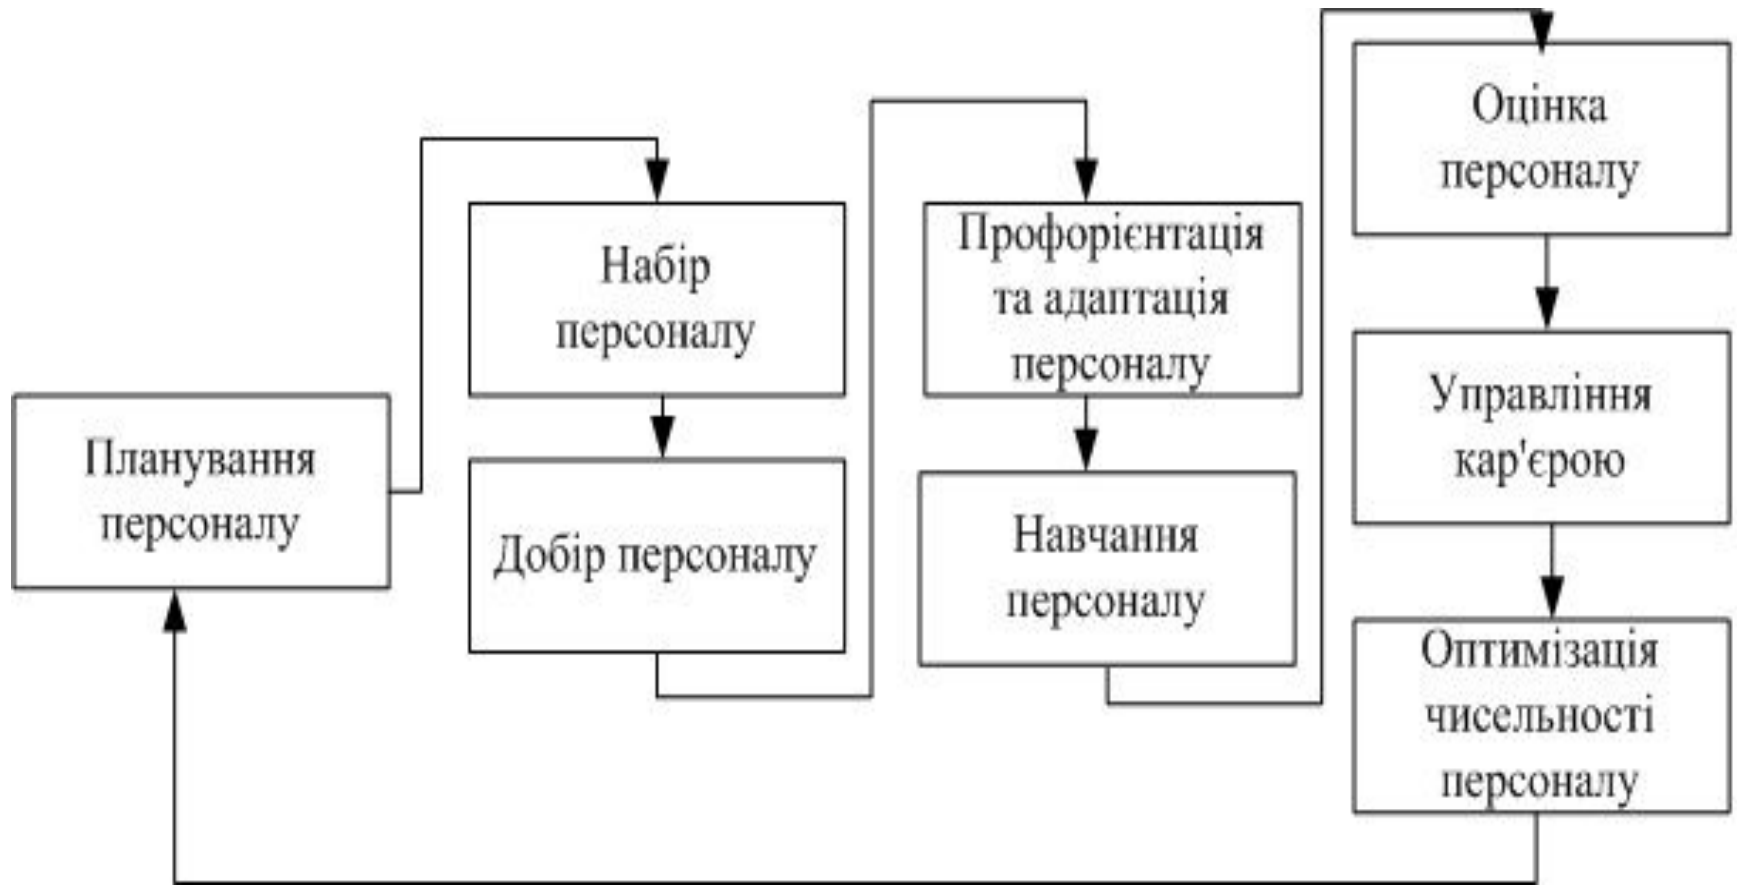 Планування
персоналу
Набір
персоналу
Добір персоналу
Профорієнтація
та адаптація
персоналу
Навчання
персоналу
Оцінка
персоналу
Управління
кар'єрою
Оптимізація
чисельності
персоналу